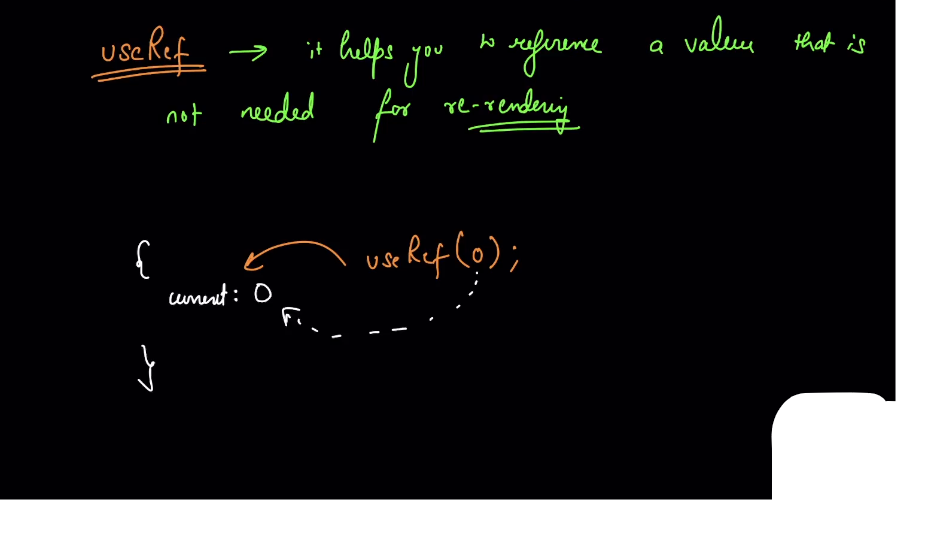 useRef → it helps you to reference a value that is
not needed for re-rendering
{ useRef(0);
current: 0
}